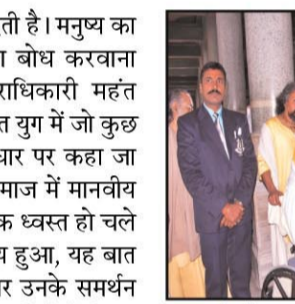 ती है। मनुष्य का
ा बोध करवाना
राधिकारी महंत
त युग में जो कुछ
धार पर कहा जा
माज में मानवीय
क ध्वस्त हो चले
य हुआ, यह बात
र उनके समर्थन